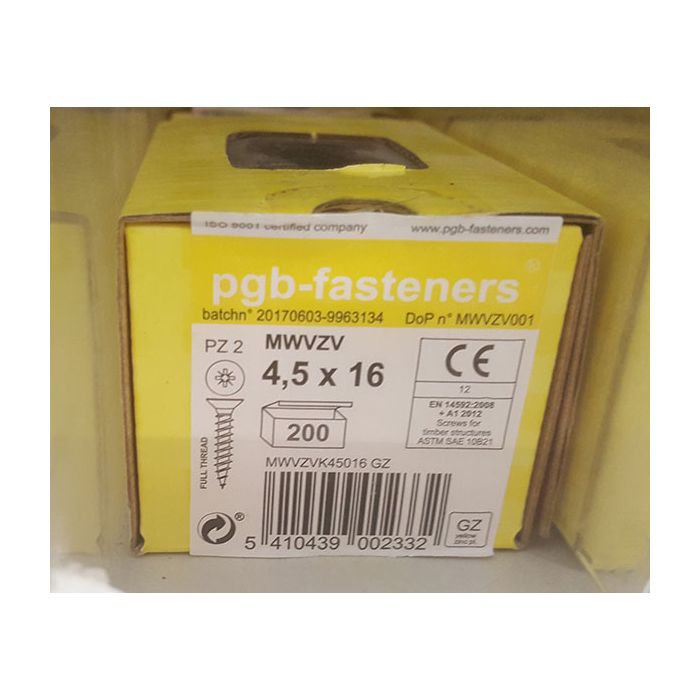 ISO 9001 certified company www.pgb-fasteners.com
pgb-fasteners®
batchn° 20170603-9963134 DoP n° MWVZV001
PZ 2 MWVZV
4,5 x 16
CE
12
EN 14592:2008
+ A1 2012
Screws for
timber structures
ASTM SAE 10B21
200
FULL THREAD
MWVZVK45016 GZ
®
GZ
yellow
zinc pl.
5 410439 002332